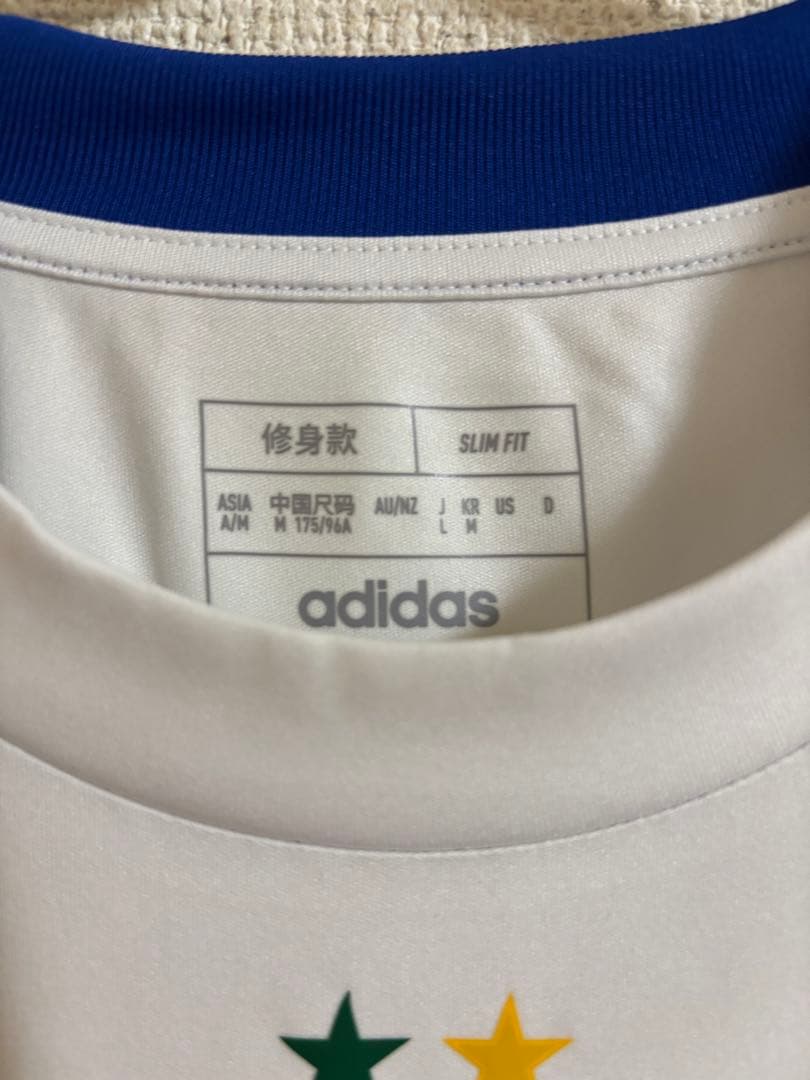 修身款 SLIM FIT
ASIA 中国尺码 AU/NZ J KR US D
A/M M 175/96A L M
adidas